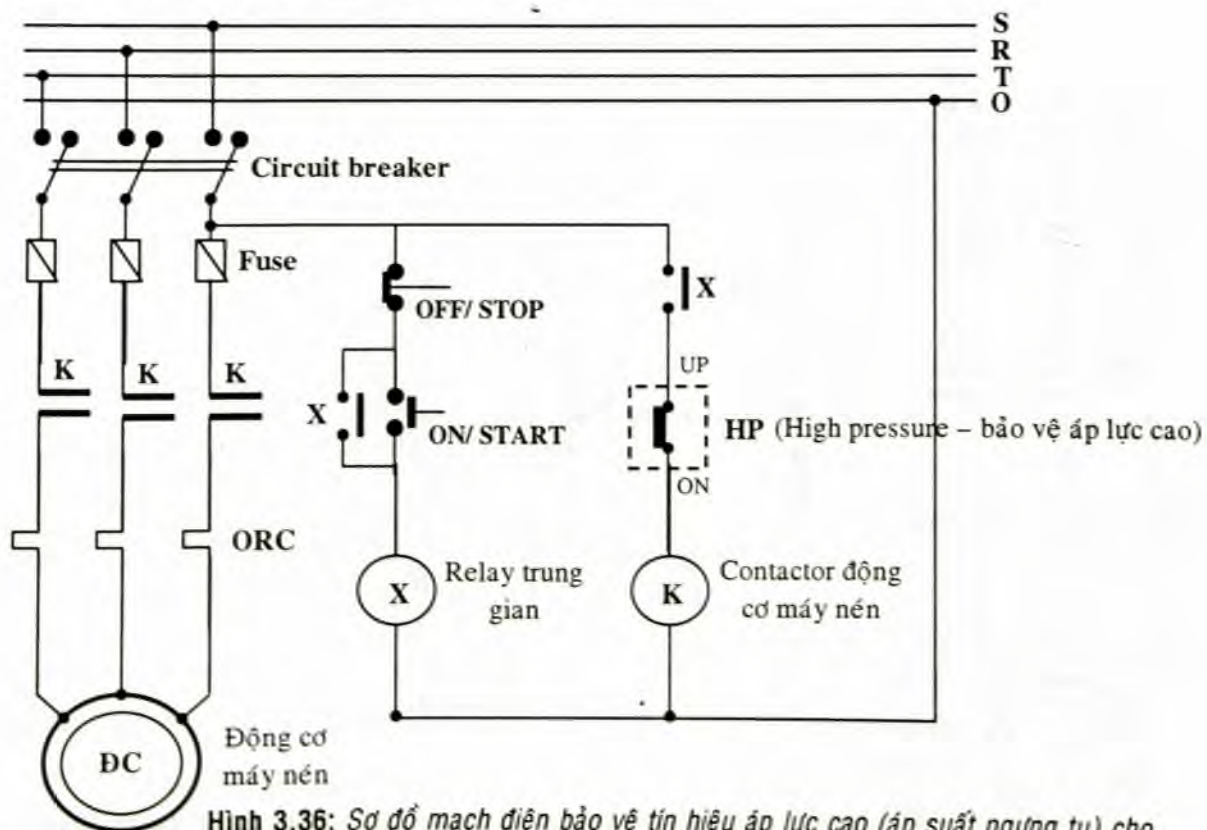 S
R
T
O
Circuit breaker
Fuse
OFF/ STOP
X
UP
K K K
X
ON/ START
HP (High pressure – bảo vệ áp lực cao)
ON
ORC
X
Relay trung
gian
K
Contactor động
cơ máy nén
ĐC
Động cơ
máy nén
Hình 3.36: Sơ đồ mạch điện bảo vệ tín hiệu áp lực cao (áp suất ngưng tụ) cho